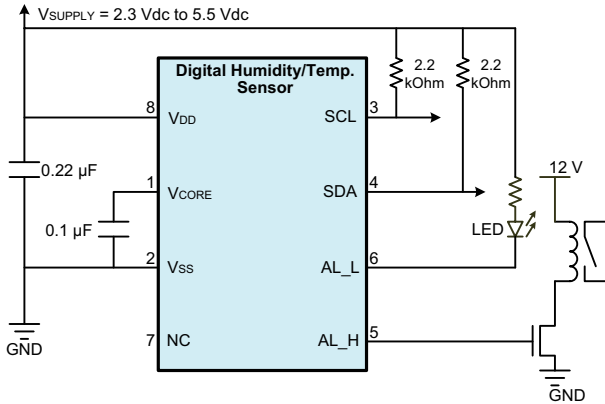 VSUPPLY = 2.3 Vdc to 5.5 Vdc
Digital Humidity/Temp.
Sensor
2.2
kOhm
2.2
kOhm
8
VDD
SCL
3
0.22 µF
1
VCORE
SDA
4
12 V
0.1 µF
LED
2
VSS
AL_L
6
7
NC
AL_H
5
GND
GND